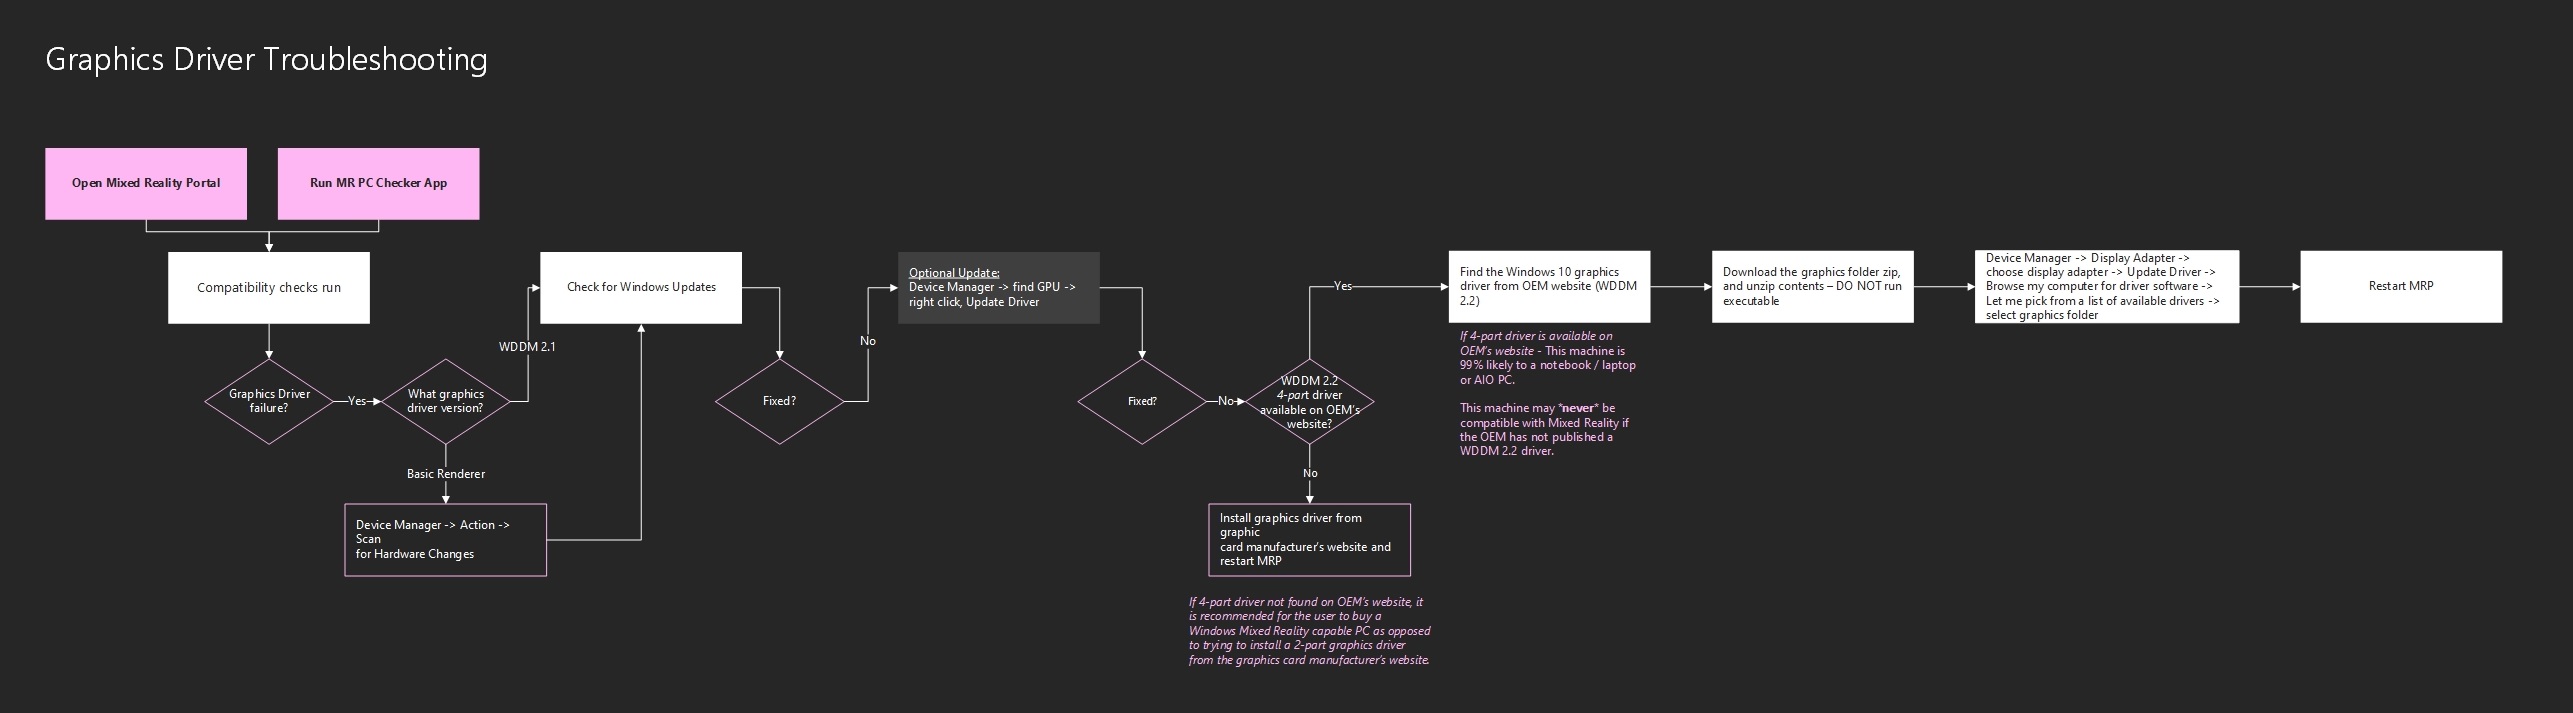 Graphics Driver Troubleshooting
Open Mixed Reality Portal
Run MR PC Checker App
Compatibility checks run
Graphics Driver
failure?
Yes
What graphics
driver version?
WDDM 2.1
Basic Renderer
Device Manager -> Action ->
Scan
for Hardware Changes
Check for Windows Updates
Fixed?
No
Optional Update:
Device Manager -> find GPU ->
right click, Update Driver
Fixed?
No
WDDM 2.2
4-part driver
available on OEM's
website?
Yes
No
Install graphics driver from
graphic
card manufacturer's website and
restart MRP
If 4-part driver not found on OEM's website, it
is recommended for the user to buy a
Windows Mixed Reality capable PC as opposed
to trying to install a 2-part graphics driver
from the graphics card manufacturer's website.
Find the Windows 10 graphics
driver from OEM website (WDDM
2.2)
If 4-part driver is available on
OEM's website - This machine is
99% likely to a notebook / laptop
or AIO PC.
This machine may *never* be
compatible with Mixed Reality if
the OEM has not published a
WDDM 2.2 driver.
Download the graphics folder zip,
and unzip contents – DO NOT run
executable
Device Manager -> Display Adapter ->
choose display adapter -> Update Driver ->
Browse my computer for driver software ->
Let me pick from a list of available drivers ->
select graphics folder
Restart MRP